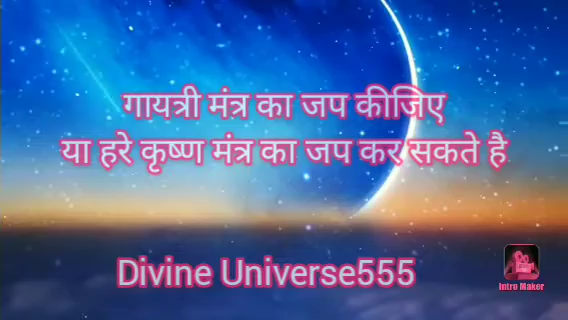 गायत्री मंत्र का जप कीजिए
या हरे कृष्ण मंत्र का जप कर सकते है
Divine Universe555
Intro Maker